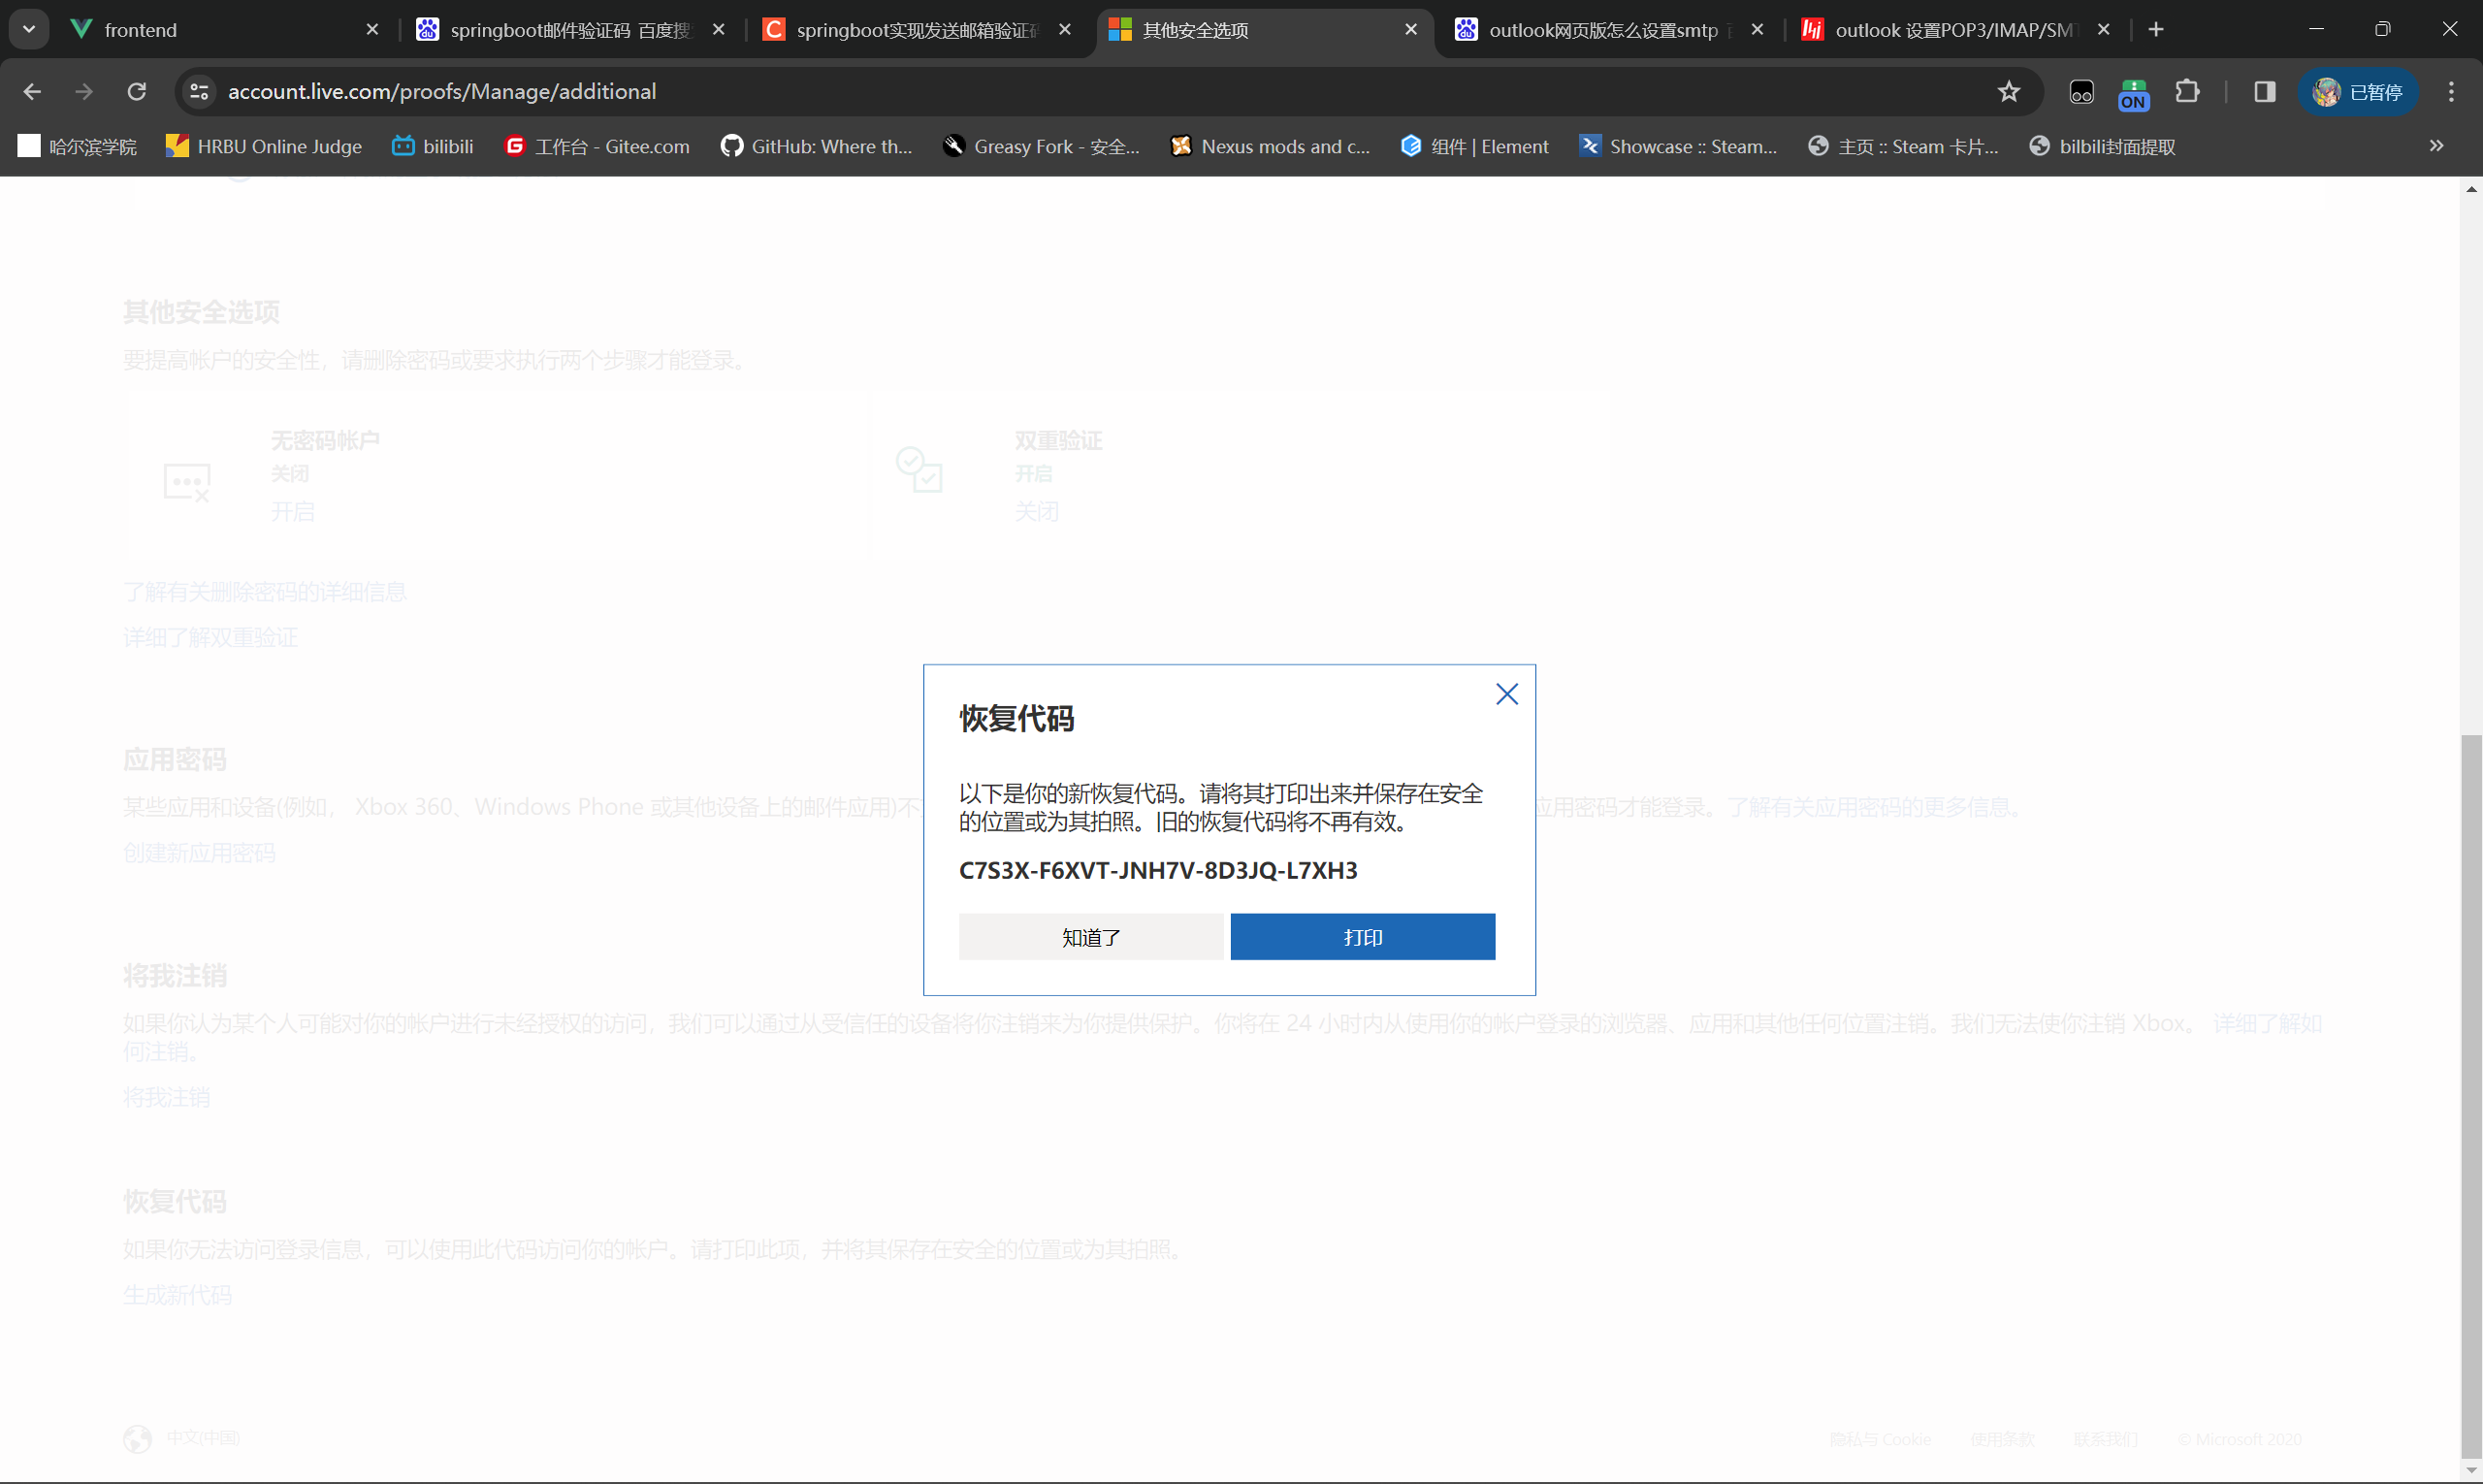 frontend
springboot邮件验证码 百度搜
springboot实现发送邮箱验证码
其他安全选项
outlook网页版怎么设置smtp
outlook 设置POP3/IMAP/SMT
account.live.com/proofs/Manage/additional
ON
已暂停
哈尔滨学院
HRBU Online Judge
bilibili
工作台 - Gitee.com
GitHub: Where th...
Greasy Fork - 安全...
Nexus mods and c...
组件 | Element
Showcase :: Steam...
主页 :: Steam 卡片...
bilbili封面提取
其他安全选项
要提高帐户的安全性，请删除密码或要求执行两个步骤才能登录。
无密码帐户
关闭
开启
双重验证
开启
关闭
了解有关删除密码的详细信息
详细了解双重验证
恢复代码
以下是你的新恢复代码。请将其打印出来并保存在安全
的位置或为其拍照。旧的恢复代码将不再有效。
C7S3X-F6XVT-JNH7V-8D3JQ-L7XH3
知道了
打印
应用密码
某些应用和设备(例如， Xbox 360、Windows Phone 或其他设备上的邮件应用)不 应用密码才能登录。了解有关应用密码的更多信息。
创建新应用密码
将我注销
如果你认为某个人可能对你的帐户进行未经授权的访问，我们可以通过从受信任的设备将你注销来为你提供保护。你将在 24 小时内从使用你的帐户登录的浏览器、应用和其他任何位置注销。我们无法使你注销 Xbox。 详细了解如
何注销。
将我注销
恢复代码
如果你无法访问登录信息，可以使用此代码访问你的帐户。请打印此项，并将其保存在安全的位置或为其拍照。
生成新代码
中文(中国)
隐私与 Cookie
使用条款
联系我们
© Microsoft 2020